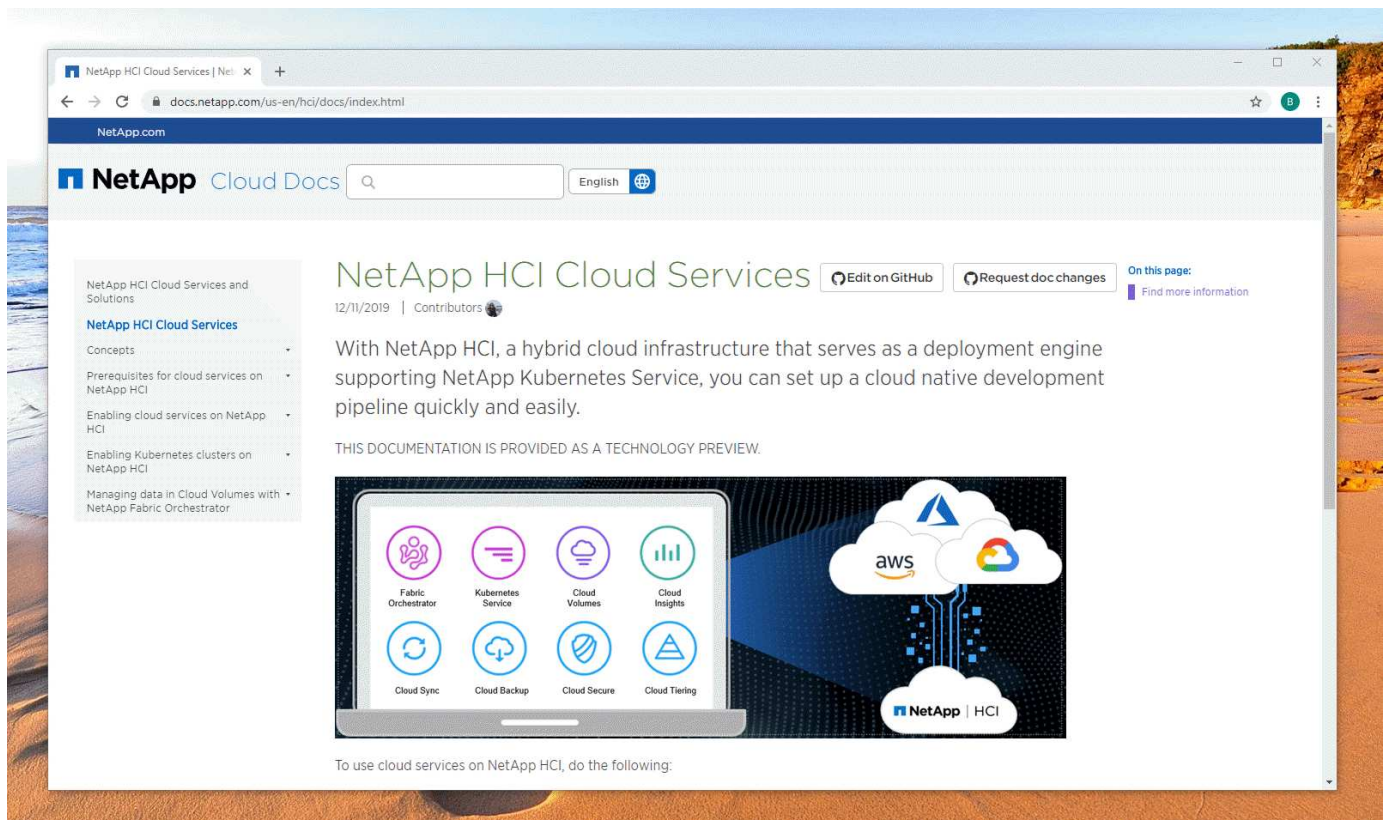 NetApp HCI Cloud Services | Net
docs.netapp.com/us-en/hci/docs/index.html
B
NetApp.com
NetApp Cloud Docs
English
NetApp HCI Cloud Services and
Solutions
NetApp HCI Cloud Services
Concepts
Prerequisites for cloud services on
NetApp HCI
Enabling cloud services on NetApp
HCI
Enabling Kubernetes clusters on
NetApp HCI
Managing data in Cloud Volumes with
NetApp Fabric Orchestrator
NetApp HCI Cloud Services
Edit on GitHub
Request doc changes
On this page:
Find more information
12/11/2019 | Contributors
With NetApp HCI, a hybrid cloud infrastructure that serves as a deployment engine
supporting NetApp Kubernetes Service, you can set up a cloud native development
pipeline quickly and easily.
THIS DOCUMENTATION IS PROVIDED AS A TECHNOLOGY PREVIEW.
Fabric
Orchestrator
Kubernetes
Service
Cloud
Volumes
Cloud
Insights
Cloud Sync
Cloud Backup
Cloud Secure
Cloud Tiering
aws
NetApp | HCI
To use cloud services on NetApp HCI, do the following: